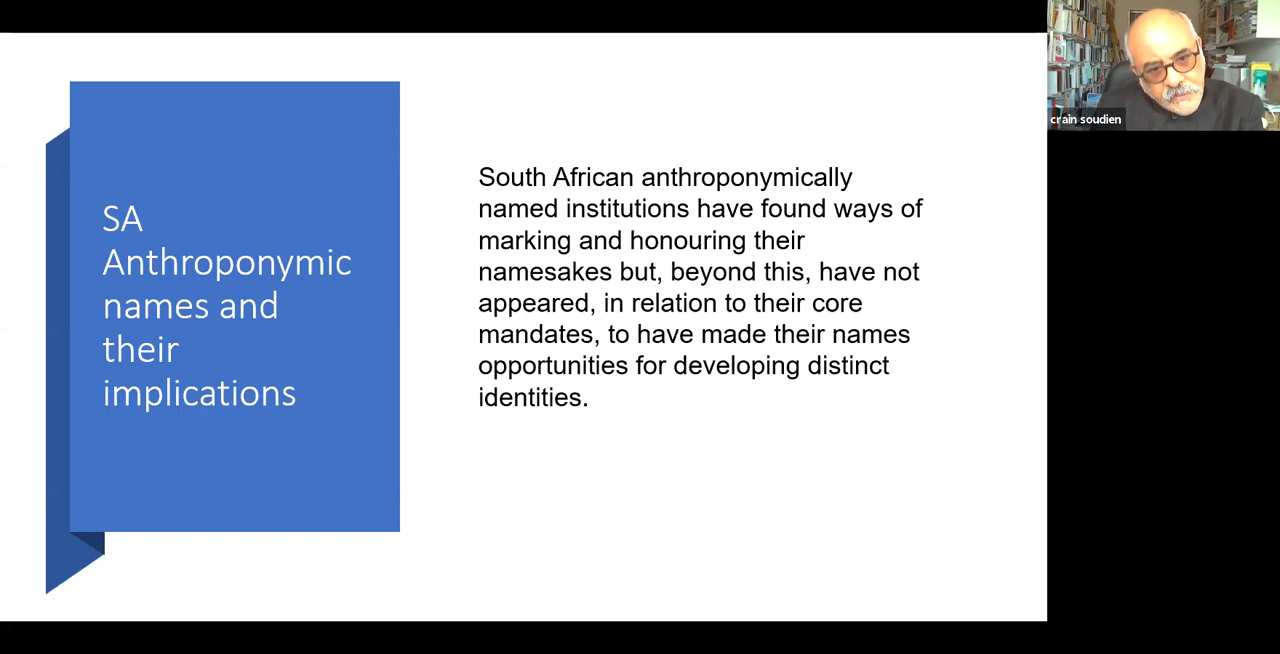 SA
Anthroponymic
names and
their
implications
South African anthroponymically
named institutions have found ways of
marking and honouring their
namesakes but, beyond this, have not
appeared, in relation to their core
mandates, to have made their names
opportunities for developing distinct
identities.
crain soudien